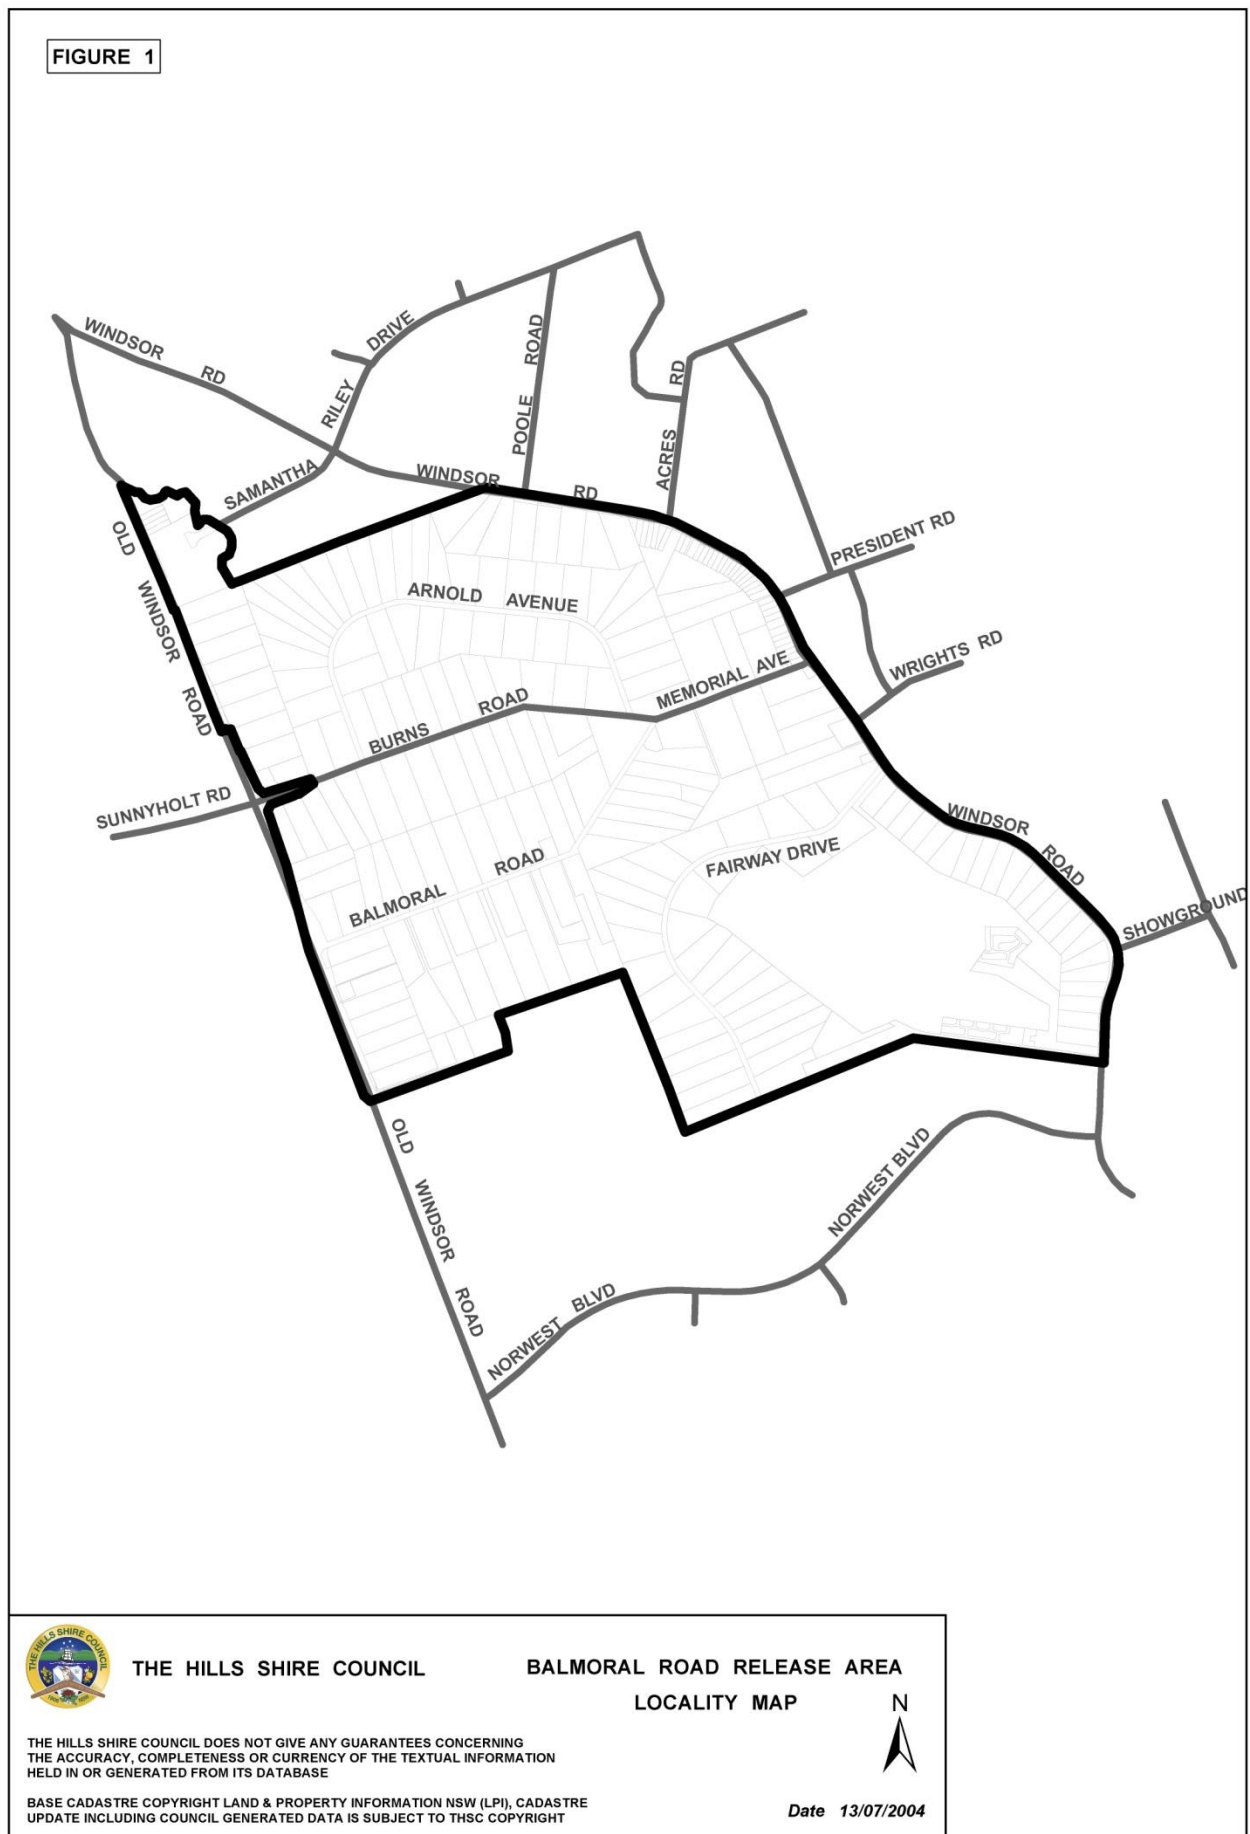 FIGURE 1
WINDSOR RD
RILEY DRIVE
POOLE ROAD
ACRES RD
SAMANTHA
WINDSOR RD
OLD WINDSOR ROAD
PRESIDENT RD
ARNOLD AVENUE
WRIGHTS RD
MEMORIAL AVE
BURNS ROAD
SUNNYHOLT RD
WINDSOR ROAD
FAIRWAY DRIVE
BALMORAL ROAD
SHOWGROUND
OLD WINDSOR ROAD
NORWEST BLVD
NORWEST BLVD
THE HILLS SHIRE COUNCIL
THE HILLS SHIRE COUNCIL
BALMORAL ROAD RELEASE AREA
LOCALITY MAP
N
THE HILLS SHIRE COUNCIL DOES NOT GIVE ANY GUARANTEES CONCERNING
THE ACCURACY, COMPLETENESS OR CURRENCY OF THE TEXTUAL INFORMATION
HELD IN OR GENERATED FROM ITS DATABASE
BASE CADASTRE COPYRIGHT LAND & PROPERTY INFORMATION NSW (LPI), CADASTRE
UPDATE INCLUDING COUNCIL GENERATED DATA IS SUBJECT TO THSC COPYRIGHT
Date 13/07/2004